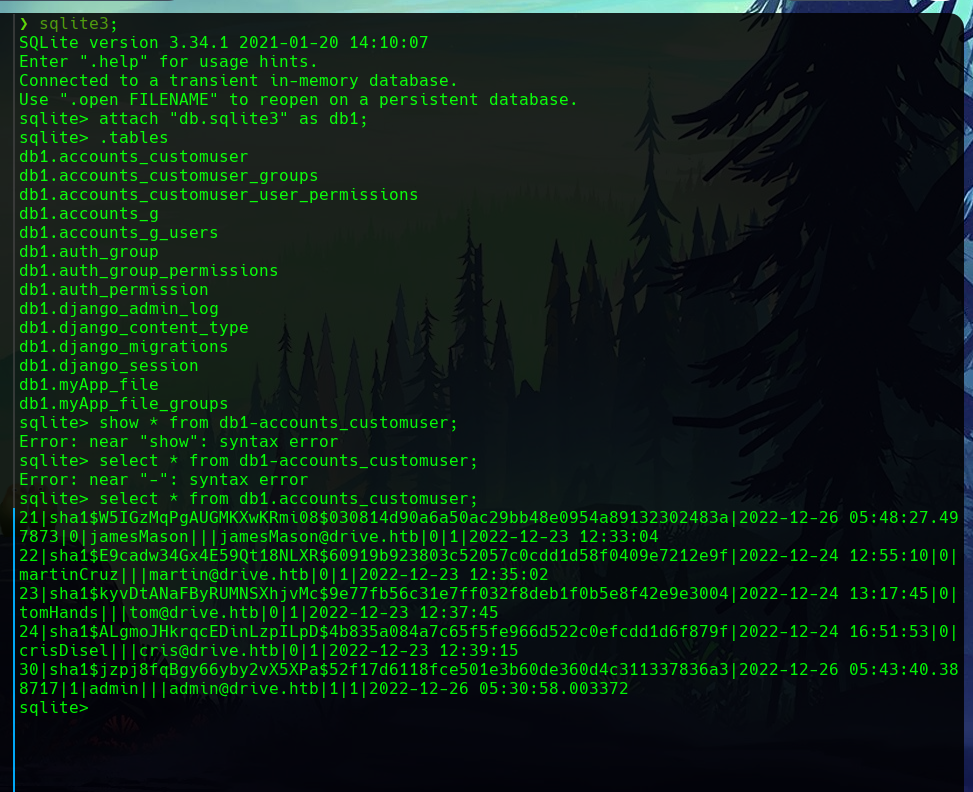 ❯ sqlite3;
SQLite version 3.34.1 2021-01-20 14:10:07
Enter ".help" for usage hints.
Connected to a transient in-memory database.
Use ".open FILENAME" to reopen on a persistent database.
sqlite> attach "db.sqlite3" as db1;
sqlite> .tables
db1.accounts_customuser
db1.accounts_customuser_groups
db1.accounts_customuser_user_permissions
db1.accounts_g
db1.accounts_g_users
db1.auth_group
db1.auth_group_permissions
db1.auth_permission
db1.django_admin_log
db1.django_content_type
db1.django_migrations
db1.django_session
db1.myApp_file
db1.myApp_file_groups
sqlite> show * from db1-accounts_customuser;
Error: near "show": syntax error
sqlite> select * from db1-accounts_customuser;
Error: near "-": syntax error
sqlite> select * from db1.accounts_customuser;
21|sha1$W5IGzMqPgAUGMKXwKRmi08$030814d90a6a50ac29bb48e0954a89132302483a|2022-12-26 05:48:27.49
7873|0|jamesMason|||jamesMason@drive.htb|0|1|2022-12-23 12:33:04
22|sha1$E9cadw34Gx4E59Qt18NLXR$60919b923803c52057c0cdd1d58f0409e7212e9f|2022-12-24 12:55:10|0|
martinCruz|||martin@drive.htb|0|1|2022-12-23 12:35:02
23|sha1$kyvDtANaFByRUMNSXhjvMc$9e77fb56c31e7ff032f8deb1f0b5e8f42e9e3004|2022-12-24 13:17:45|0|
tomHands|||tom@drive.htb|0|1|2022-12-23 12:37:45
24|sha1$ALgmoJHkrqcEDinLzpILpD$4b835a084a7c65f5fe966d522c0efcdd1d6f879f|2022-12-24 16:51:53|0|
crisDisel|||cris@drive.htb|0|1|2022-12-23 12:39:15
30|sha1$jzpj8fqBgy66yby2vX5XPa$52f17d6118fce501e3b60de360d4c311337836a3|2022-12-26 05:43:40.38
8717|1|admin|||admin@drive.htb|1|1|2022-12-26 05:30:58.003372
sqlite>